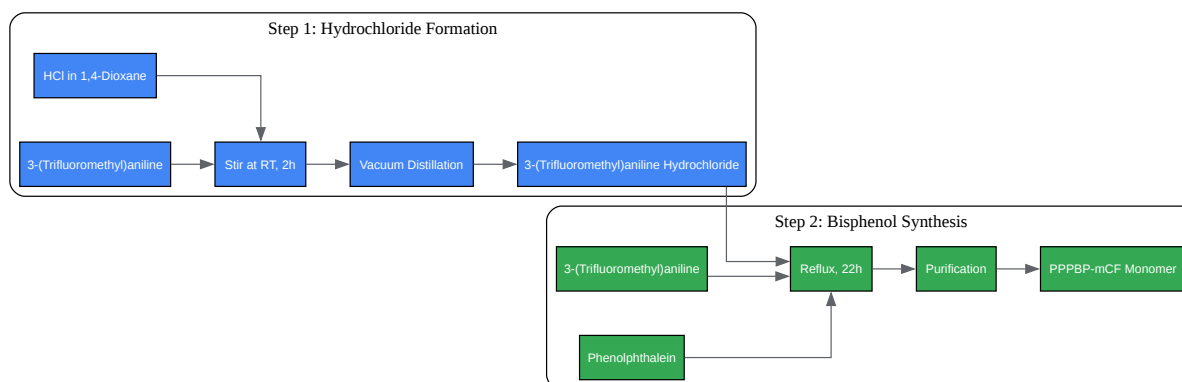 Step 1: Hydrochloride Formation
HCl in 1,4-Dioxane
3-(Trifluoromethyl)aniline
Stir at RT, 2h
Vacuum Distillation
3-(Trifluoromethyl)aniline Hydrochloride
Step 2: Bisphenol Synthesis
3-(Trifluoromethyl)aniline
Reflux, 22h
Purification
PPPBP-mCF Monomer
Phenolphthalein